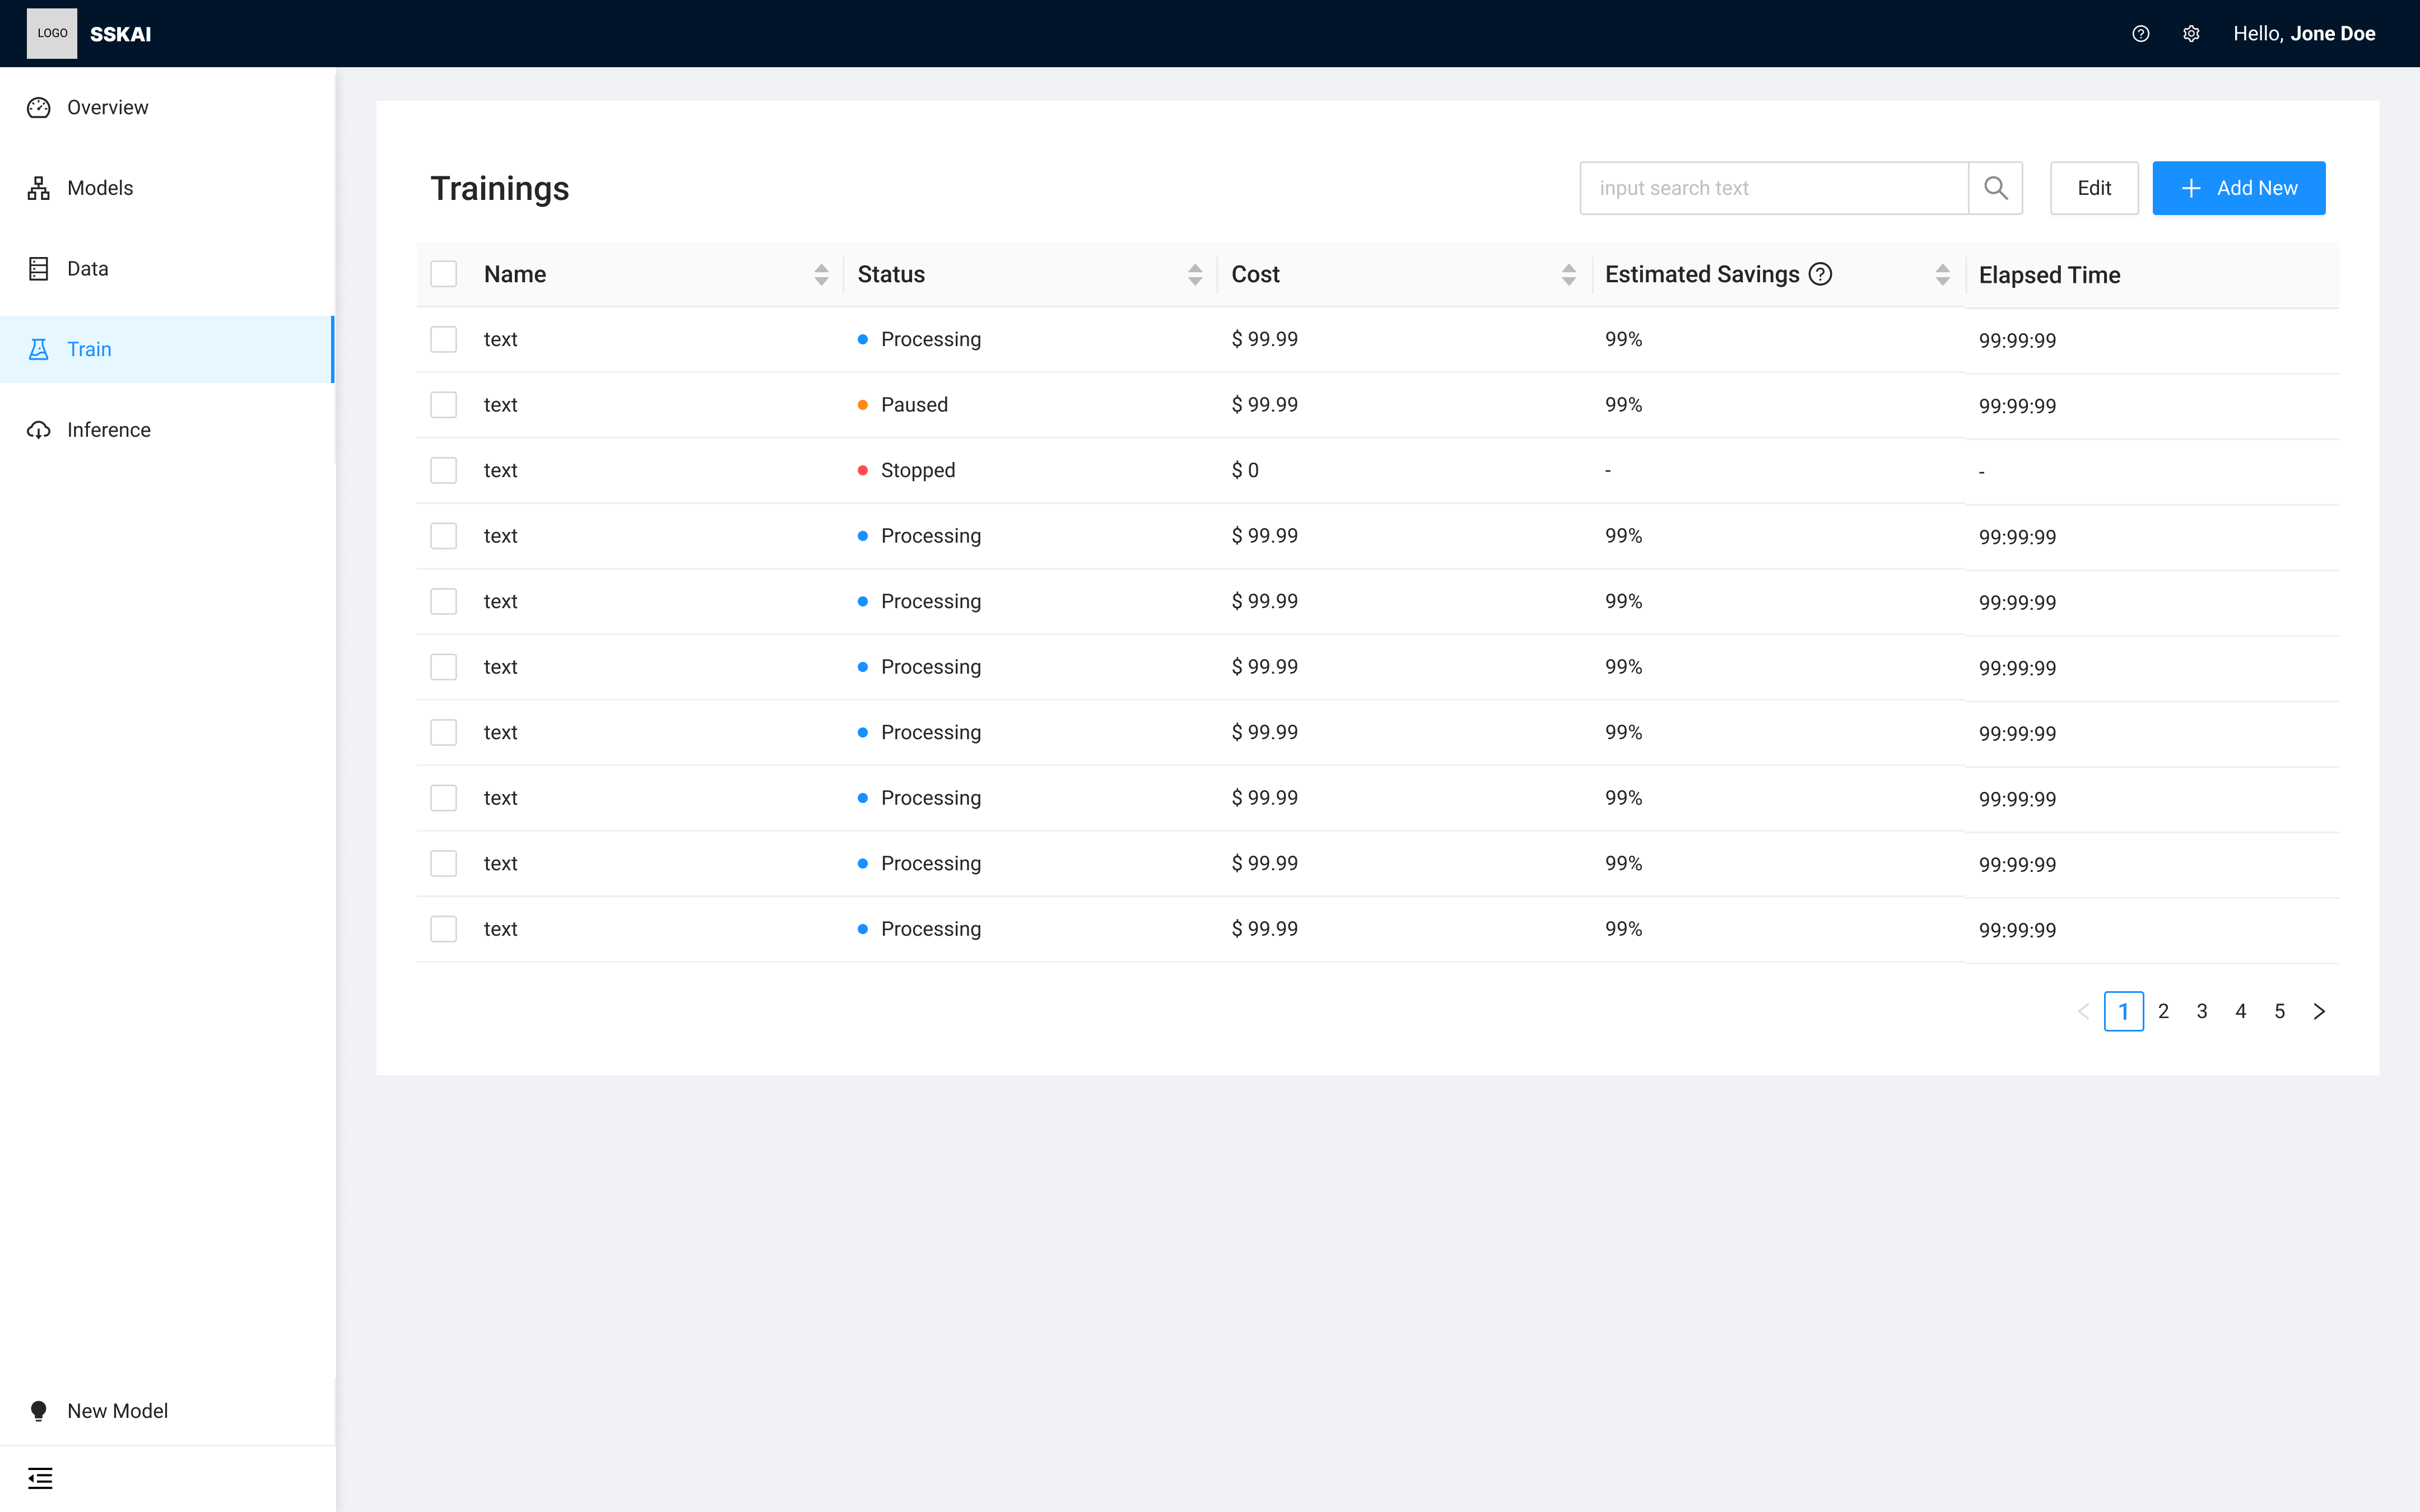 LOGO SSKAI Hello, Jone Doe
Overview
Models
Data
Train
Inference
New Model
Trainings input search text Edit Add New
Name Status Cost Estimated Savings Elapsed Time
text Processing $ 99.99 99% 99:99:99
text Paused $ 99.99 99% 99:99:99
text Stopped $ 0 - -
text Processing $ 99.99 99% 99:99:99
text Processing $ 99.99 99% 99:99:99
text Processing $ 99.99 99% 99:99:99
text Processing $ 99.99 99% 99:99:99
text Processing $ 99.99 99% 99:99:99
text Processing $ 99.99 99% 99:99:99
text Processing $ 99.99 99% 99:99:99
1 2 3 4 5